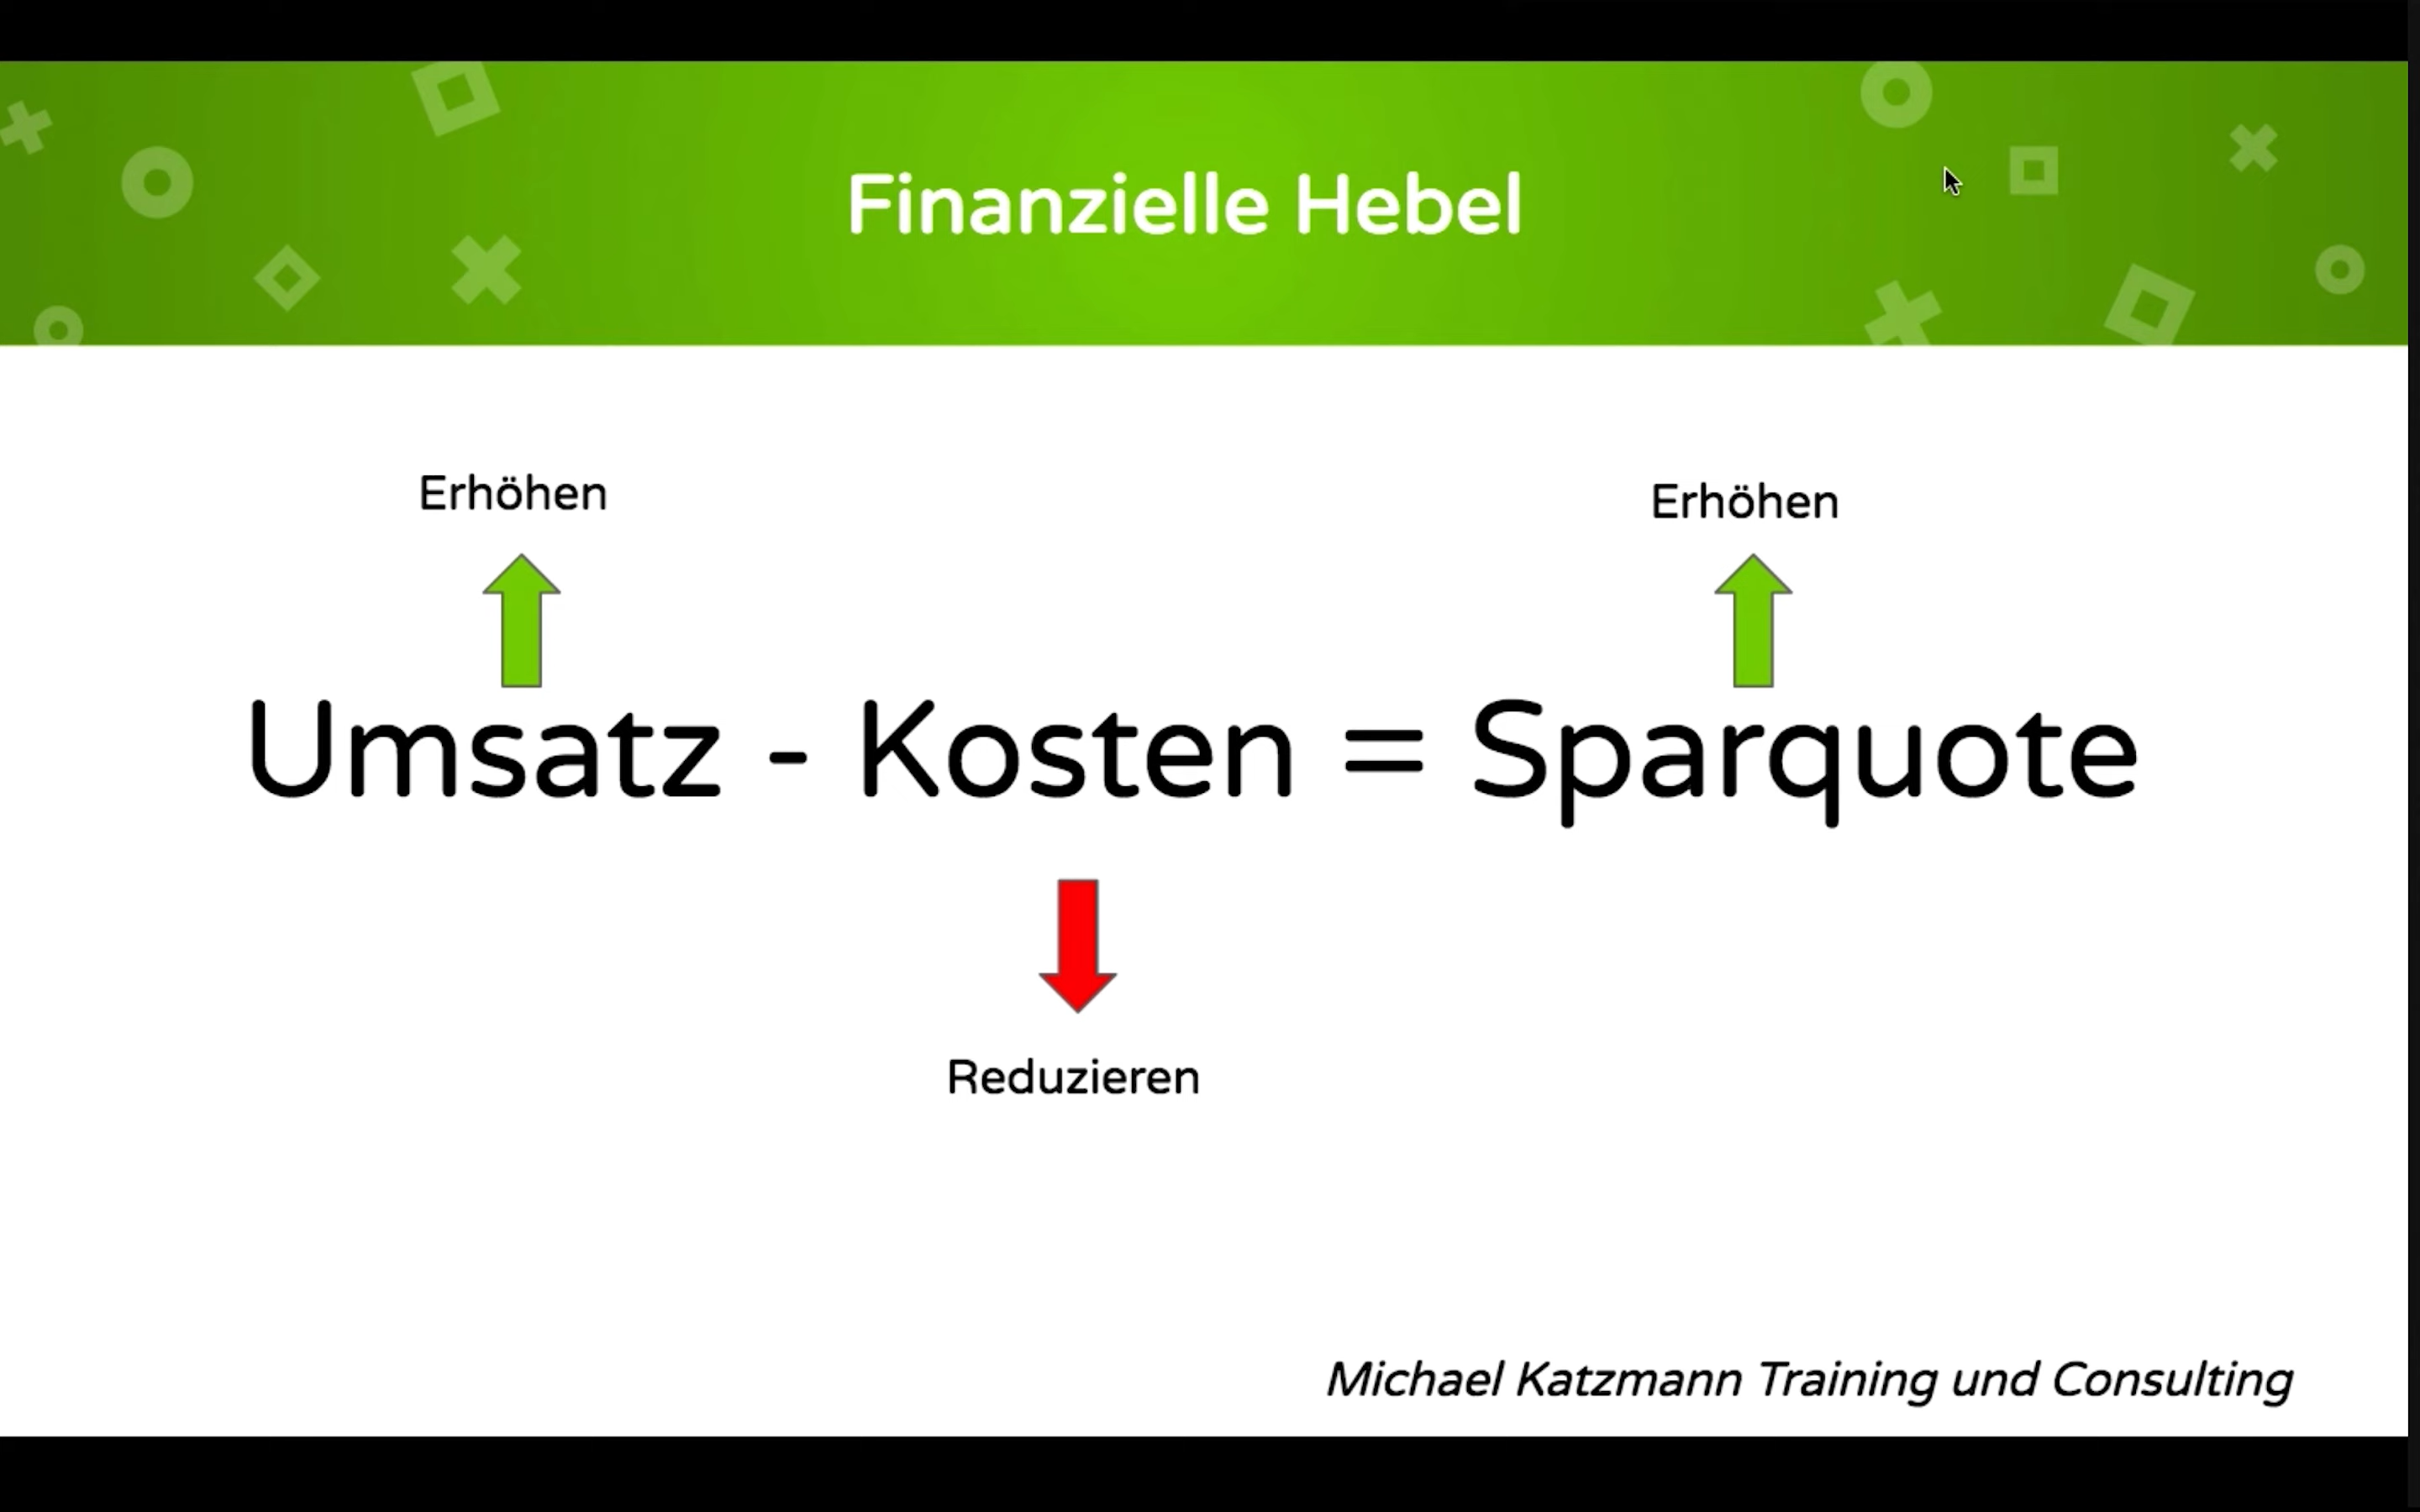 Finanzielle Hebel
Erhöhen
Erhöhen
Umsatz - Kosten = Sparquote
Reduzieren
Michael Katzmann Training und Consulting